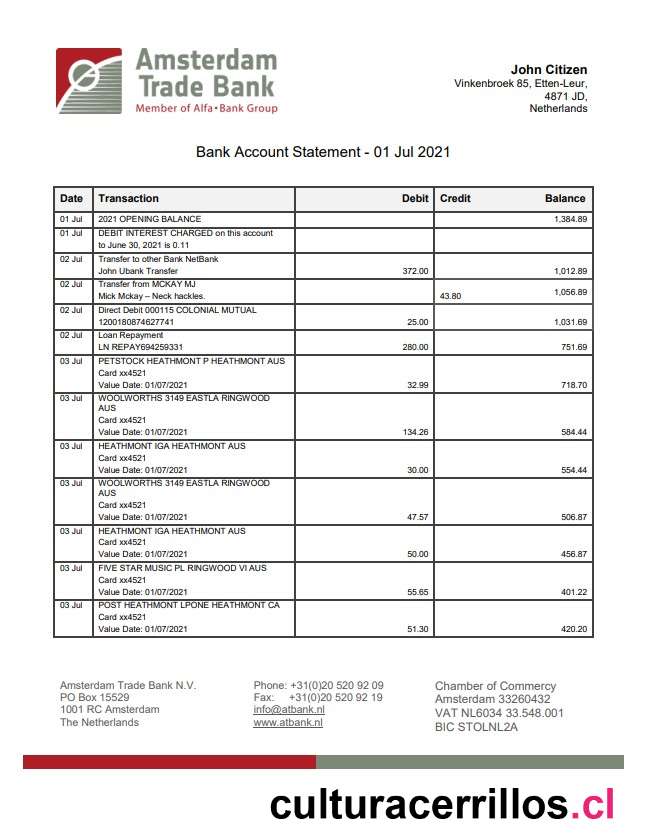 Amsterdam
Trade Bank
Member of Alfa•Bank Group
John Citizen
Vinkenbroek 85, Etten-Leur,
4871 JD,
Netherlands
Bank Account Statement - 01 Jul 2021
Date Transaction Debit Credit Balance
01 Jul 2021 OPENING BALANCE 1,384.89
01 Jul DEBIT INTEREST CHARGED on this account
to June 30, 2021 is 0.11
02 Jul Transfer to other Bank NetBank
John Ubank Transfer 372.00 1,012.89
02 Jul Transfer from MCKAY MJ
Mick Mckay – Neck hackles. 43.80 1,056.89
02 Jul Direct Debit 000115 COLONIAL MUTUAL
1200180874627741 25.00 1,031.69
02 Jul Loan Repayment
LN REPAY694259331 280.00 751.69
03 Jul PETSTOCK HEATHMONT P HEATHMONT AUS
Card xx4521
Value Date: 01/07/2021 32.99 718.70
03 Jul WOOLWORTHS 3149 EASTLA RINGWOOD
AUS
Card xx4521
Value Date: 01/07/2021 134.26 584.44
03 Jul HEATHMONT IGA HEATHMONT AUS
Card xx4521
Value Date: 01/07/2021 30.00 554.44
03 Jul WOOLWORTHS 3149 EASTLA RINGWOOD
AUS
Card xx4521
Value Date: 01/07/2021 47.57 506.87
03 Jul HEATHMONT IGA HEATHMONT AUS
Card xx4521
Value Date: 01/07/2021 50.00 456.87
03 Jul FIVE STAR MUSIC PL RINGWOOD VI AUS
Card xx4521
Value Date: 01/07/2021 55.65 401.22
03 Jul POST HEATHMONT LPONE HEATHMONT CA
Card xx4521
Value Date: 01/07/2021 51.30 420.20
Amsterdam Trade Bank N.V.
PO Box 15529
1001 RC Amsterdam
The Netherlands
Phone: +31(0)20 520 92 09
Fax: +31(0)20 520 92 19
info@atbank.nl
www.atbank.nl
Chamber of Commercy
Amsterdam 33260432
VAT NL6034 33.548.001
BIC STOLNL2A
culturacerrillos.cl